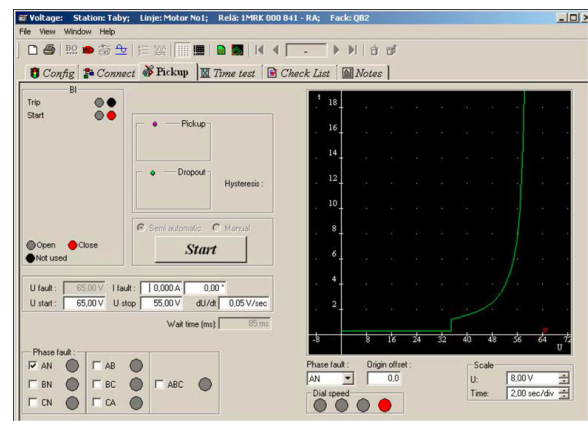 Voltage: Station: Taby; Linje: Motor No1; Relä: 1MRK 000 841 - RA; Fack: QB2
File View Window Help
Config Connect Pickup Time test Check List Notes
BI
Trip
Start
Open Close
Not used
Pickup
Dropout
Hysteresis :
Semi automatic Manual
Start
U fault : 65,00 V I fault : 0,000 A 0,00 °
U start : 65,00 V U stop 55,00 V dU/dt 0,05 V/sec
Wait time (ms): 85 ms
Phase fault :
AN AB
BN BC ABC
CN CA
t
18
16
14
12
10
8
6
4
2
-8 0 8 16 24 32 40 48 56 64 72
U
Phase fault : Origin offset :
AN 0,0
Dial speed
Scale
U: 8,00 V
Time: 2,00 sec/div